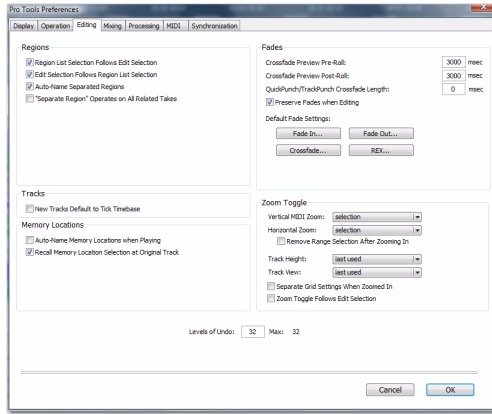 Pro Tools Preferences
Display Operation Editing Mixing Processing MIDI Synchronization
Regions
Region List Selection Follows Edit Selection
Edit Selection Follows Region List Selection
Auto-Name Separated Regions
"Separate Region" Operates on All Related Takes
Tracks
New Tracks Default to Tick Timebase
Memory Locations
Auto-Name Memory Locations when Playing
Recall Memory Location Selection at Original Track
Fades
Crossfade Preview Pre-Roll: 3000 msec
Crossfade Preview Post-Roll: 3000 msec
QuickPunch/TrackPunch Crossfade Length: 0 msec
Preserve Fades when Editing
Default Fade Settings:
Fade In... Fade Out...
Crossfade... REX...
Zoom Toggle
Vertical MIDI Zoom: selection
Horizontal Zoom: selection
Remove Range Selection After Zooming In
Track Height: last used
Track View: last used
Separate Grid Settings When Zoomed In
Zoom Toggle Follows Edit Selection
Levels of Undo: 32 Max: 32
Cancel OK